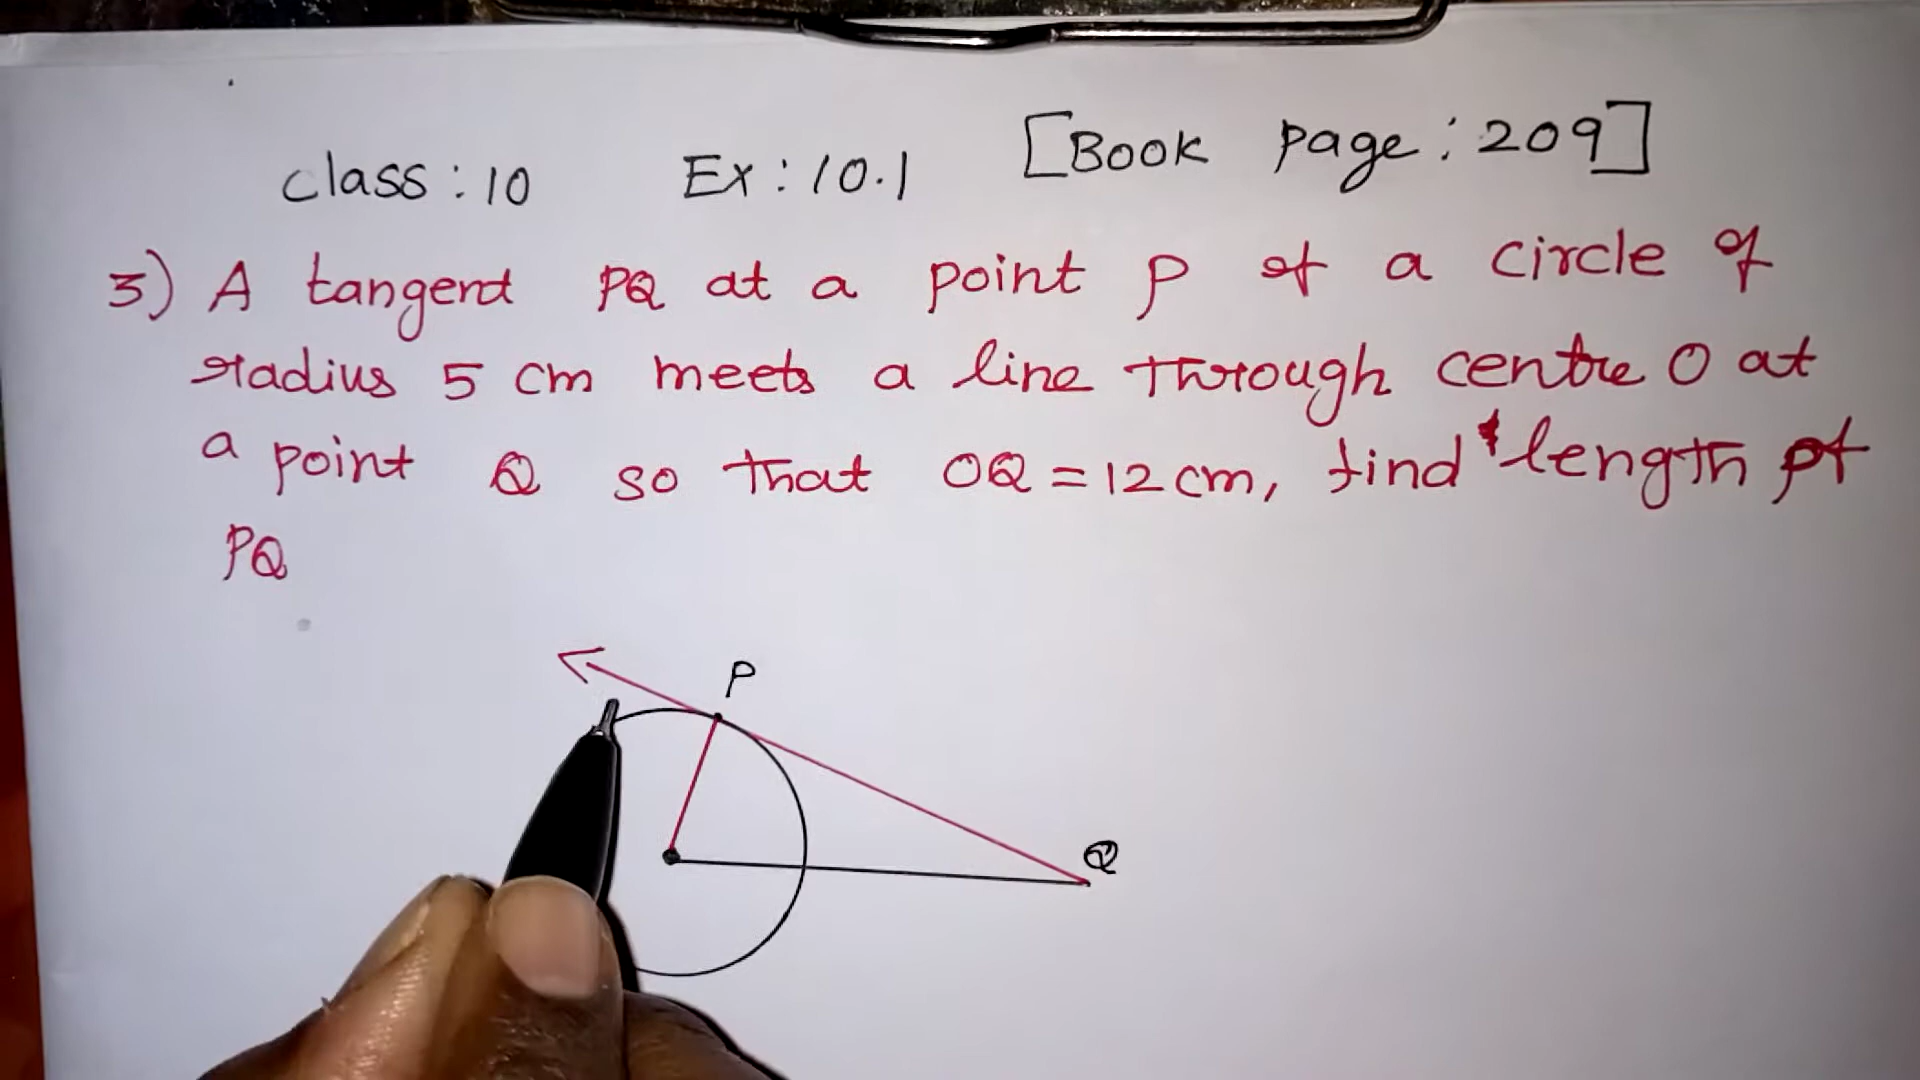 class : 10 Ex : 10.1 [Book page : 209]
3) A tangent PQ at a point P of a circle of
radius 5 cm meets a line through centre O at
a point Q so that OQ = 12 cm, find length of
PQ
P
Q